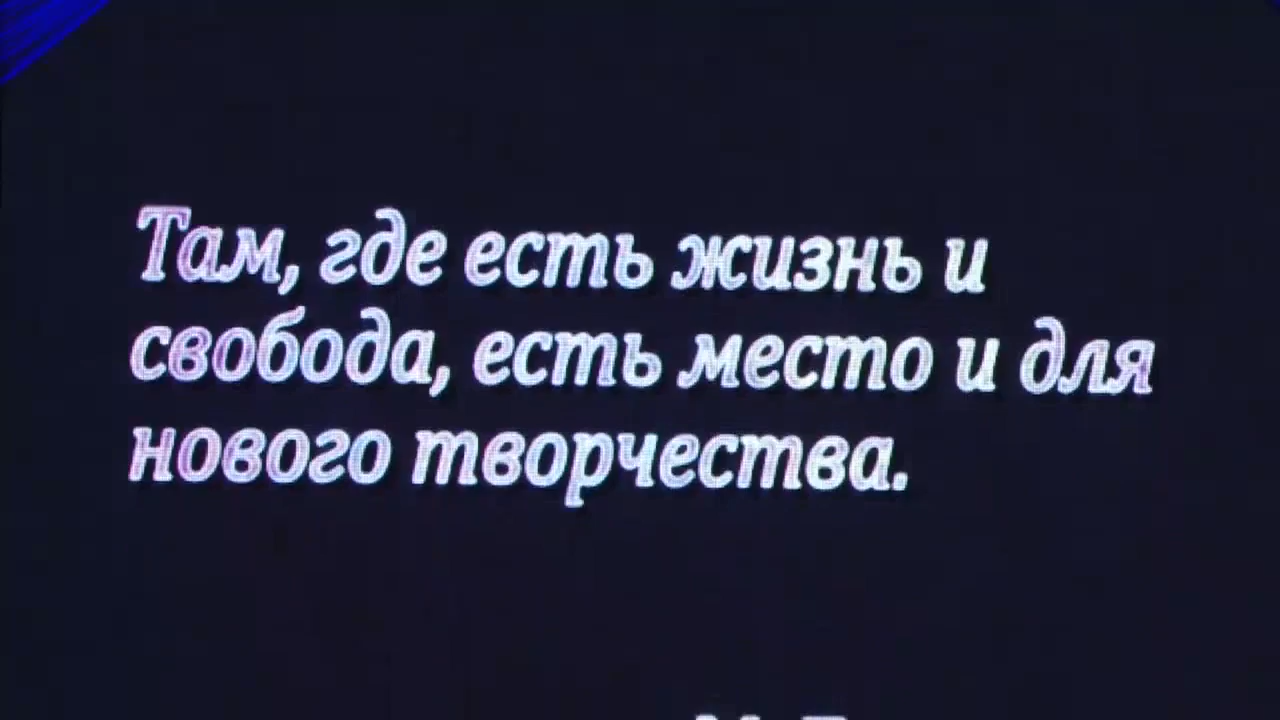 Там, где есть жизнь и
свобода, есть место и для
нового творчества.